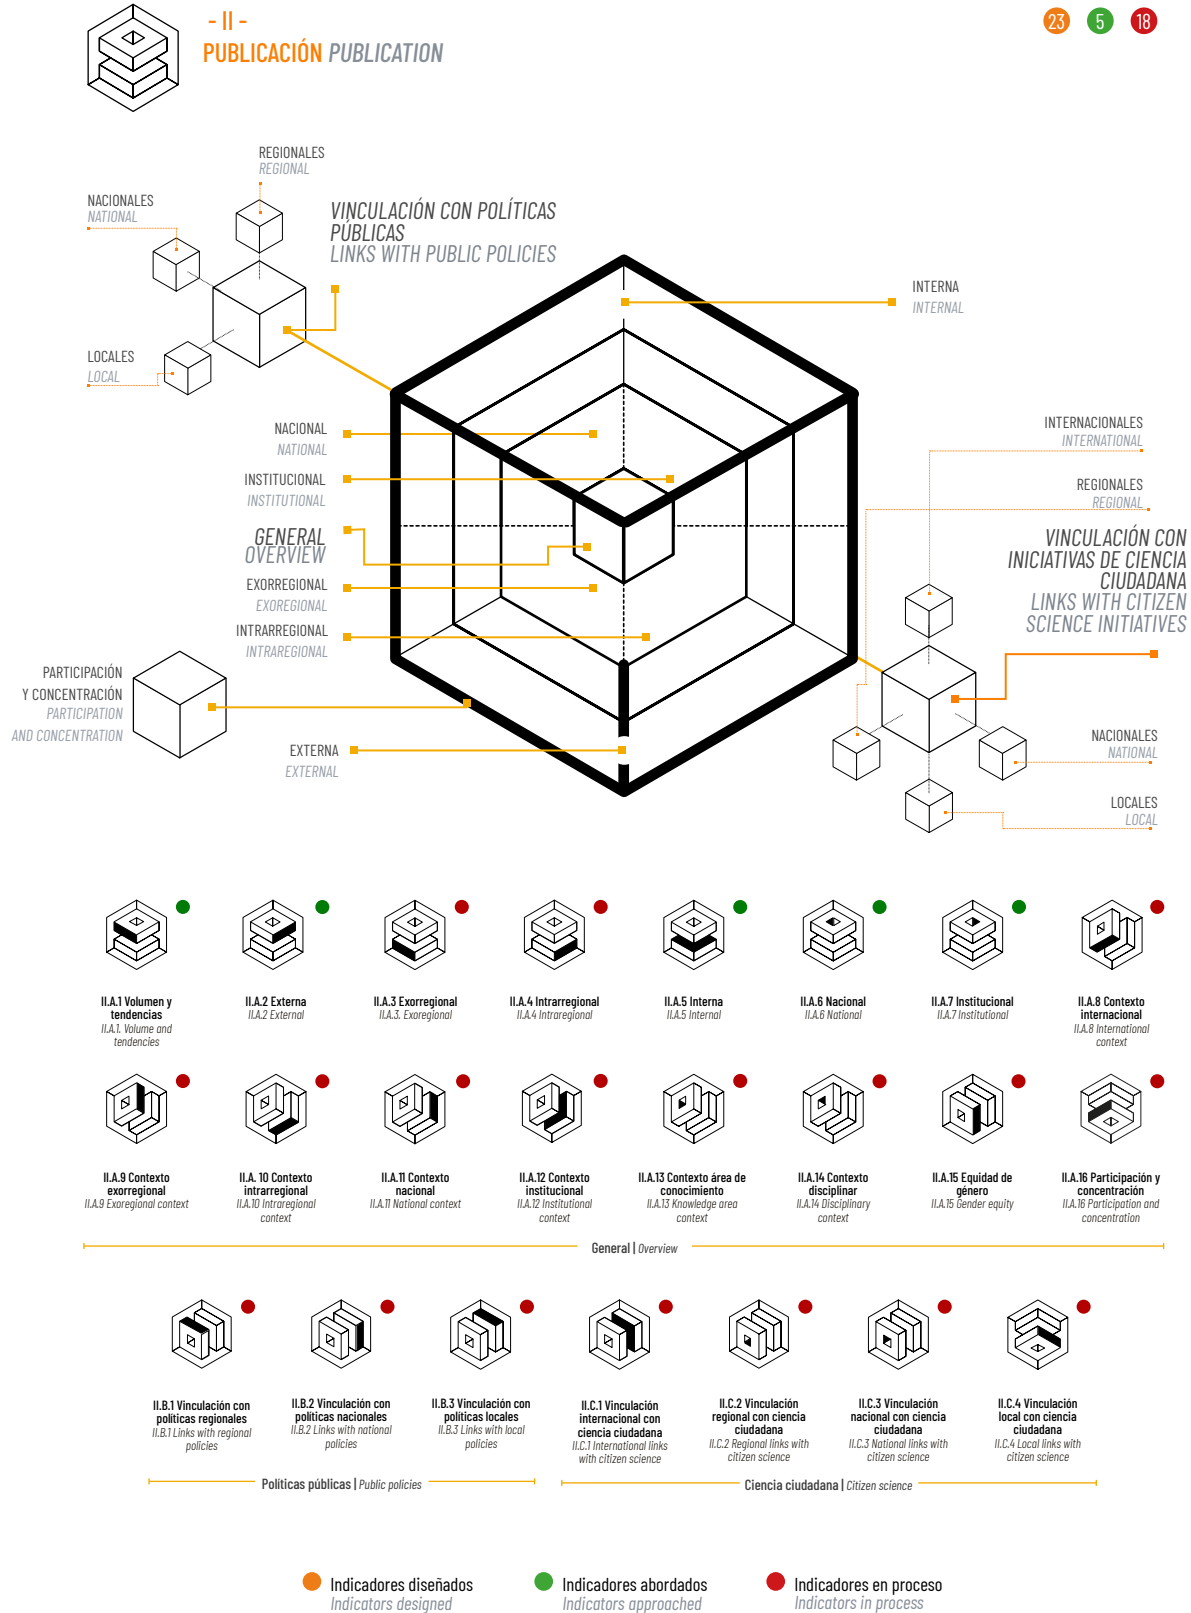 - II -
PUBLICACIÓN PUBLICATION
23 5 18
REGIONALES
REGIONAL
NACIONALES
NATIONAL
VINCULACIÓN CON POLÍTICAS
PÚBLICAS
LINKS WITH PUBLIC POLICIES
LOCALES
LOCAL
INTERNA
INTERNAL
NACIONAL
NATIONAL
INSTITUCIONAL
INSTITUTIONAL
GENERAL
OVERVIEW
EXORREGIONAL
EXOREGIONAL
INTRARREGIONAL
INTRAREGIONAL
PARTICIPACIÓN
Y CONCENTRACIÓN
PARTICIPATION
AND CONCENTRATION
EXTERNA
EXTERNAL
INTERNACIONALES
INTERNATIONAL
REGIONALES
REGIONAL
VINCULACIÓN CON
INICIATIVAS DE CIENCIA
CIUDADANA
LINKS WITH CITIZEN
SCIENCE INITIATIVES
NACIONALES
NATIONAL
LOCALES
LOCAL
II.A.1 Volumen y
tendencias
II.A.1. Volume and
tendencies
II.A.2 Externa
II.A.2 External
II.A.3 Exorregional
II.A.3. Exoregional
II.A.4 Intrarregional
II.A.4 Intraregional
II.A.5 Interna
II.A.5 Internal
II.A.6 Nacional
II.A.6 National
II.A.7 Institucional
II.A.7 Institutional
II.A.8 Contexto
internacional
II.A.8 International
context
II.A.9 Contexto
exorregional
II.A.9 Exoregional context
II.A. 10 Contexto
intrarregional
II.A.10 Intraregional
context
II.A.11 Contexto
nacional
II.A.11 National context
II.A.12 Contexto
institucional
II.A.12 Institutional
context
II.A.13 Contexto área de
conocimiento
II.A.13 Knowledge area
context
II.A.14 Contexto
disciplinar
II.A.14 Disciplinary
context
II.A.15 Equidad de
género
II.A.15 Gender equity
II.A.16 Participación y
concentración
II.A.16 Participation and
concentration
General | Overview
II.B.1 Vinculación con
políticas regionales
II.B.1 Links with regional
policies
II.B.2 Vinculación con
políticas nacionales
II.B.2 Links with national
policies
II.B.3 Vinculación con
políticas locales
II.B.3 Links with local
policies
II.C.1 Vinculación
internacional con
ciencia ciudadana
II.C.1 International links
with citizen science
II.C.2 Vinculación
regional con ciencia
ciudadana
II.C.2 Regional links with
citizen science
II.C.3 Vinculación
nacional con ciencia
ciudadana
II.C.3 National links with
citizen science
II.C.4 Vinculación
local con ciencia
ciudadana
II.C.4 Local links with
citizen science
Políticas públicas | Public policies
Ciencia ciudadana | Citizen science
Indicadores diseñados
Indicators designed
Indicadores abordados
Indicators approached
Indicadores en proceso
Indicators in process